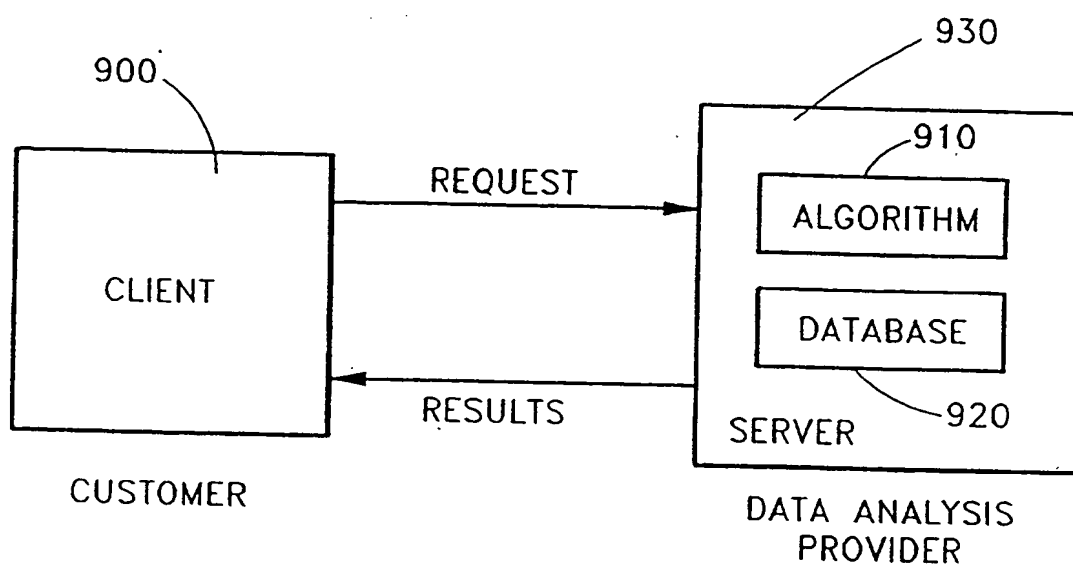 930
900
910
REQUEST
ALGORITHM
CLIENT
DATABASE
RESULTS
920
SERVER
CUSTOMER
DATA ANALYSIS
PROVIDER